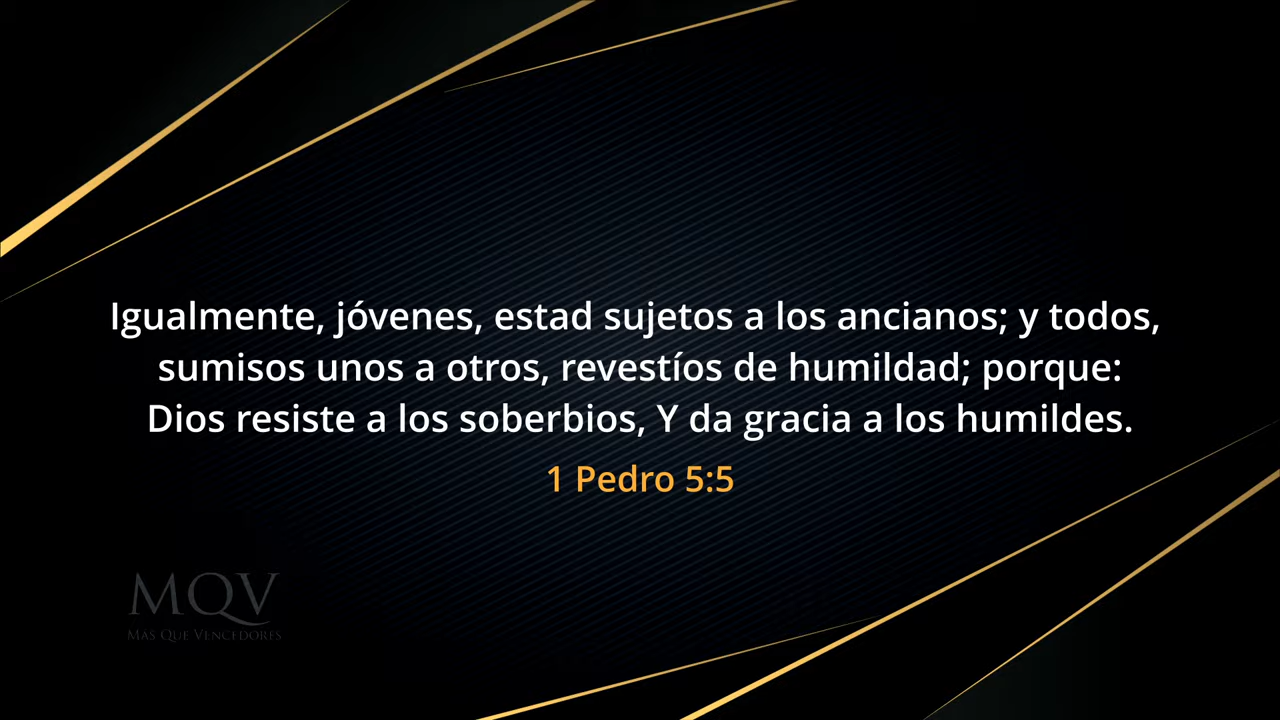 Igualmente, jóvenes, estad sujetos a los ancianos; y todos,
sumisos unos a otros, revestíos de humildad; porque:
Dios resiste a los soberbios, Y da gracia a los humildes.
1 Pedro 5:5
MQV
MAS QUE VENCEDORES